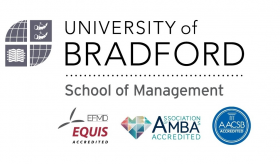 UNIVERSITY of
BRADFORD
School of Management
EFMD
EQUIS
ACCREDITED
ASSOCIATION
AMBA'S
ACCREDITED
AACSB
ACCREDITED